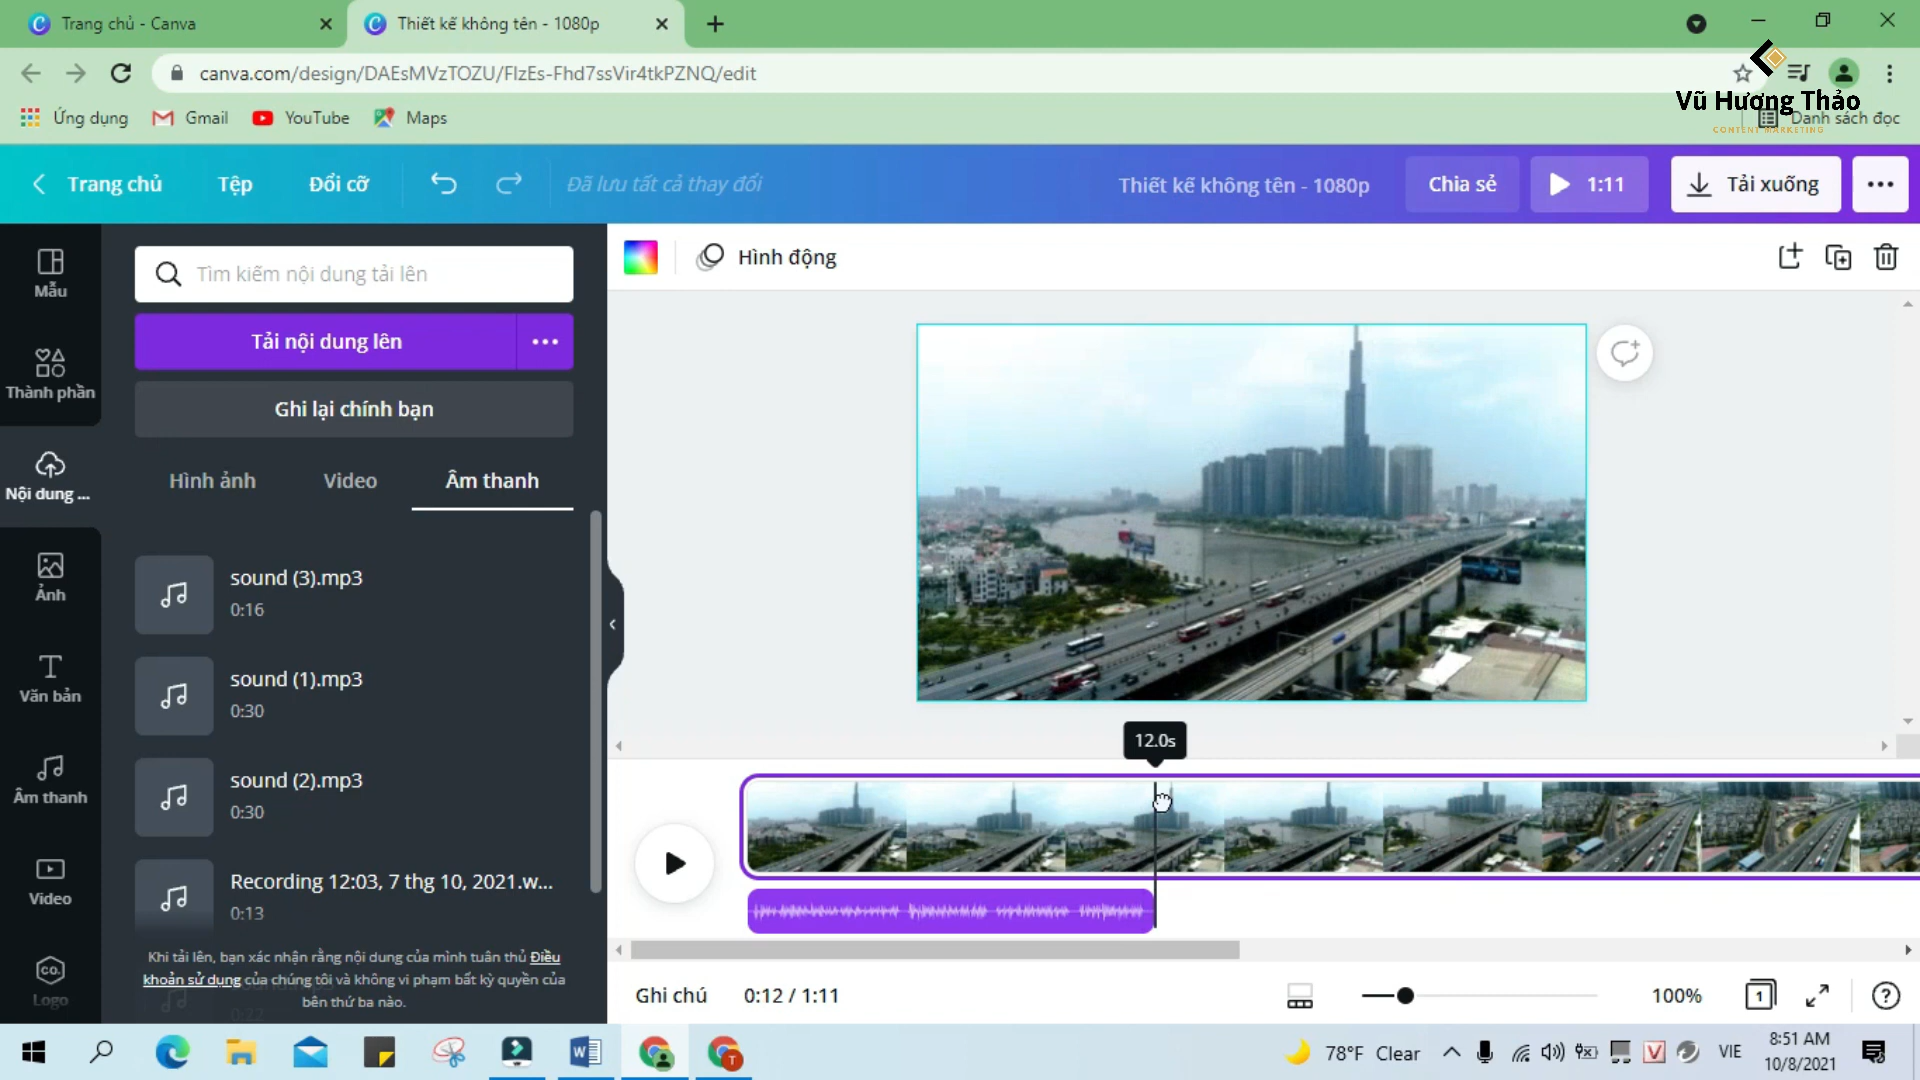 Trang chủ - Canva
Thiết kế không tên - 1080p
canva.com/design/DAEsMVzTOZU/FIzEs-Fhd7ssVir4tkPZNQ/edit
Vũ Hương Thảo
CONTENT MARKETING
Ứng dụng
Gmail
YouTube
Maps
Danh sách đọc
Trang chủ
Tệp
Đổi cỡ
Đã lưu tất cả thay đổi
Thiết kế không tên - 1080p
Chia sẻ
1:11
Tải xuống
Mẫu
Thành phần
Nội dung ...
Ảnh
Văn bản
Âm thanh
Video
Logo
Tìm kiếm nội dung tải lên
Tải nội dung lên
Ghi lại chính bạn
Hình ảnh
Video
Âm thanh
sound (3).mp3
0:16
sound (1).mp3
0:30
sound (2).mp3
0:30
Recording 12:03, 7 thg 10, 2021.w...
0:13
Khi tải lên, bạn xác nhận rằng nội dung của mình tuân thủ Điều
khoản sử dụng của chúng tôi và không vi phạm bất kỳ quyền của
bên thứ ba nào.
Hình động
12.0s
Ghi chú
0:12 / 1:11
100%
1
78°F Clear
VIE
8:51 AM
10/8/2021